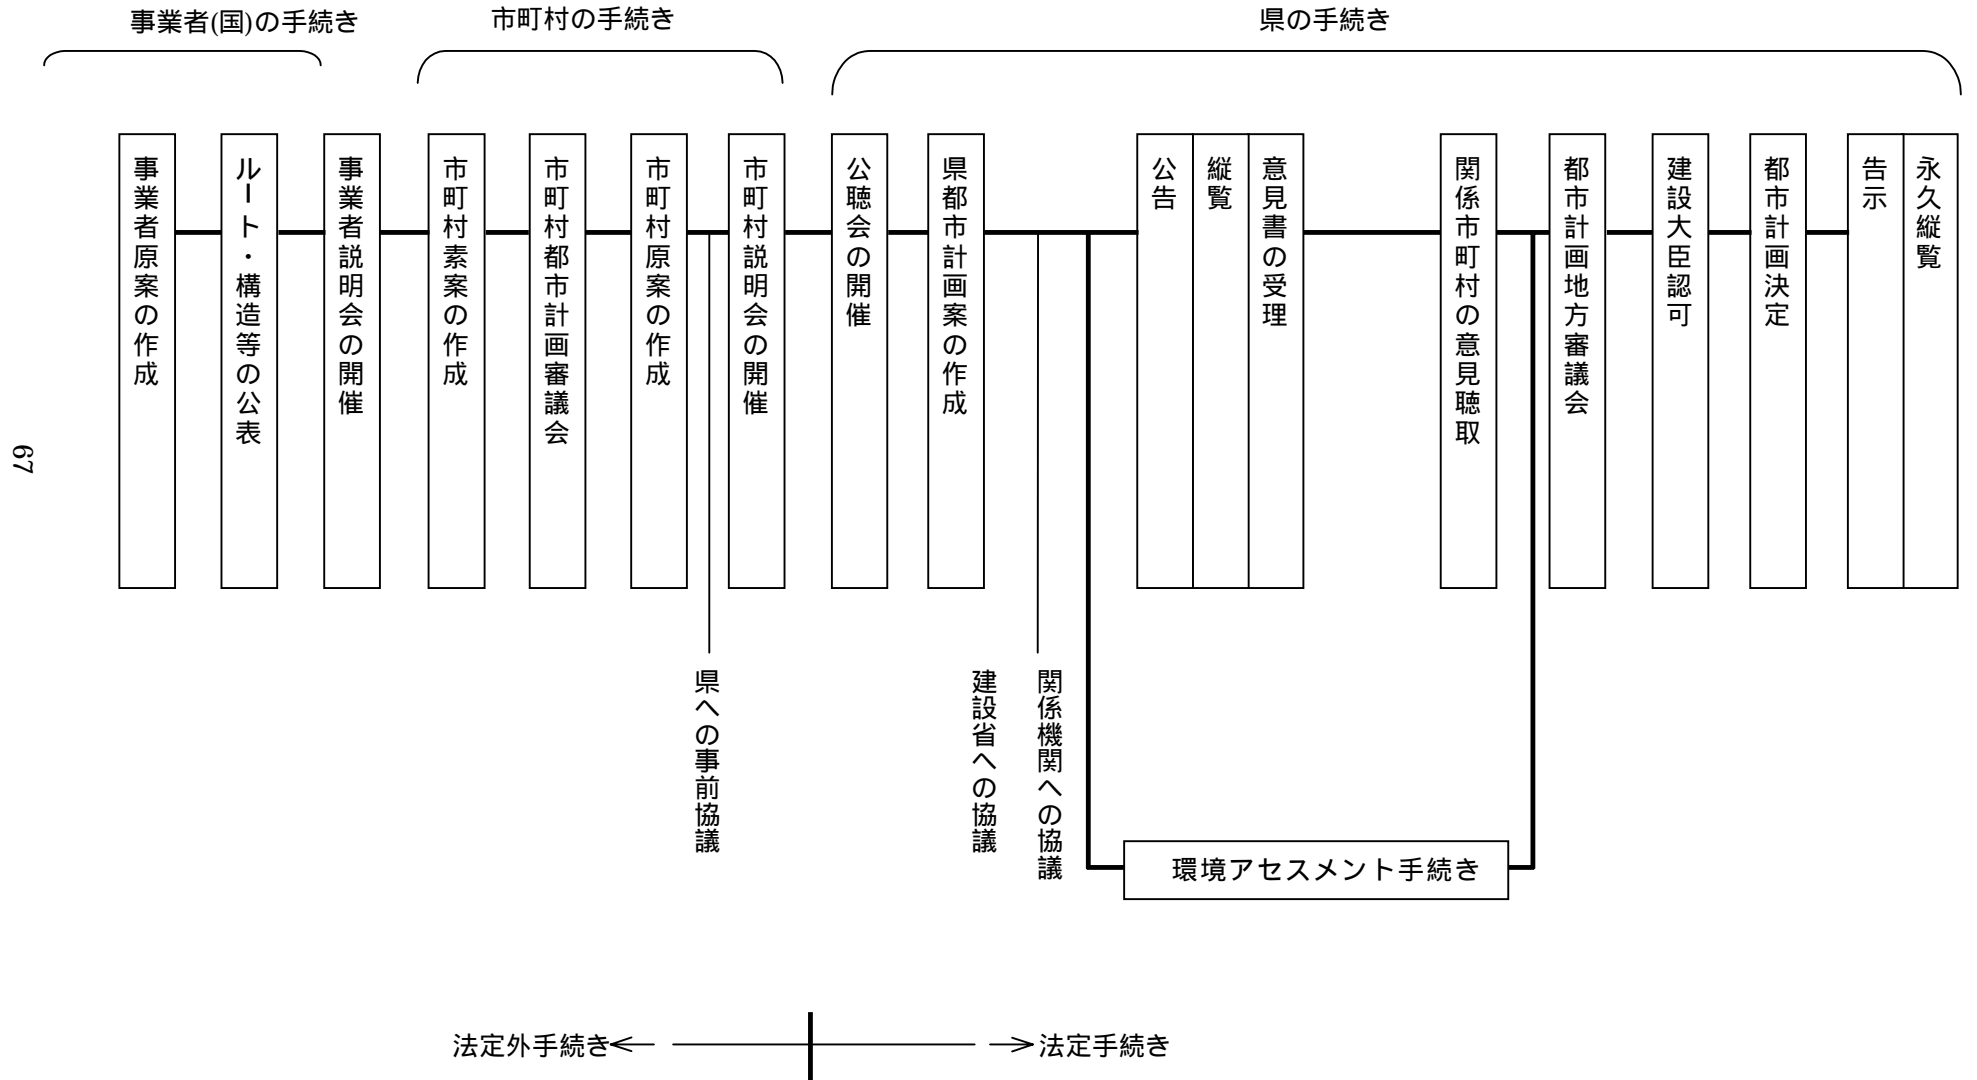 事業者(国)の手続き
市町村の手続き
県の手続き
事業者原案の作成
ルート・構造等の公表
事業者説明会の開催
市町村素案の作成
市町村都市計画審議会
市町村原案の作成
市町村説明会の開催
公聴会の開催
県都市計画案の作成
公告
縦覧
意見書の受理
関係市町村の意見聴取
都市計画地方審議会
建設大臣認可
都市計画決定
告示
永久縦覧
県への事前協議
建設省への協議
関係機関への協議
環境アセスメント手続き
法定外手続き
法定手続き
67